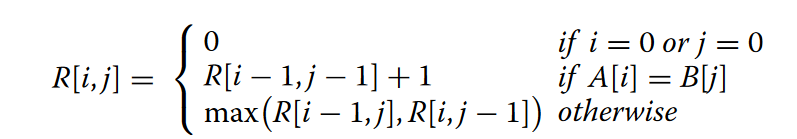 0 if i = 0 or j = 0
R[i, j] = { R[i − 1, j − 1] + 1 if A[i] = B[j]
max(R[i − 1, j], R[i, j − 1]) otherwise